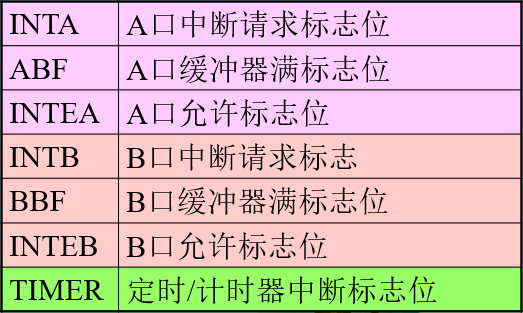 INTA A口中断请求标志位
ABF A口缓冲器满标志位
INTEA A口允许标志位
INTB B口中断请求标志
BBF B口缓冲器满标志位
INTEB B口允许标志位
TIMER 定时/计时器中断标志位